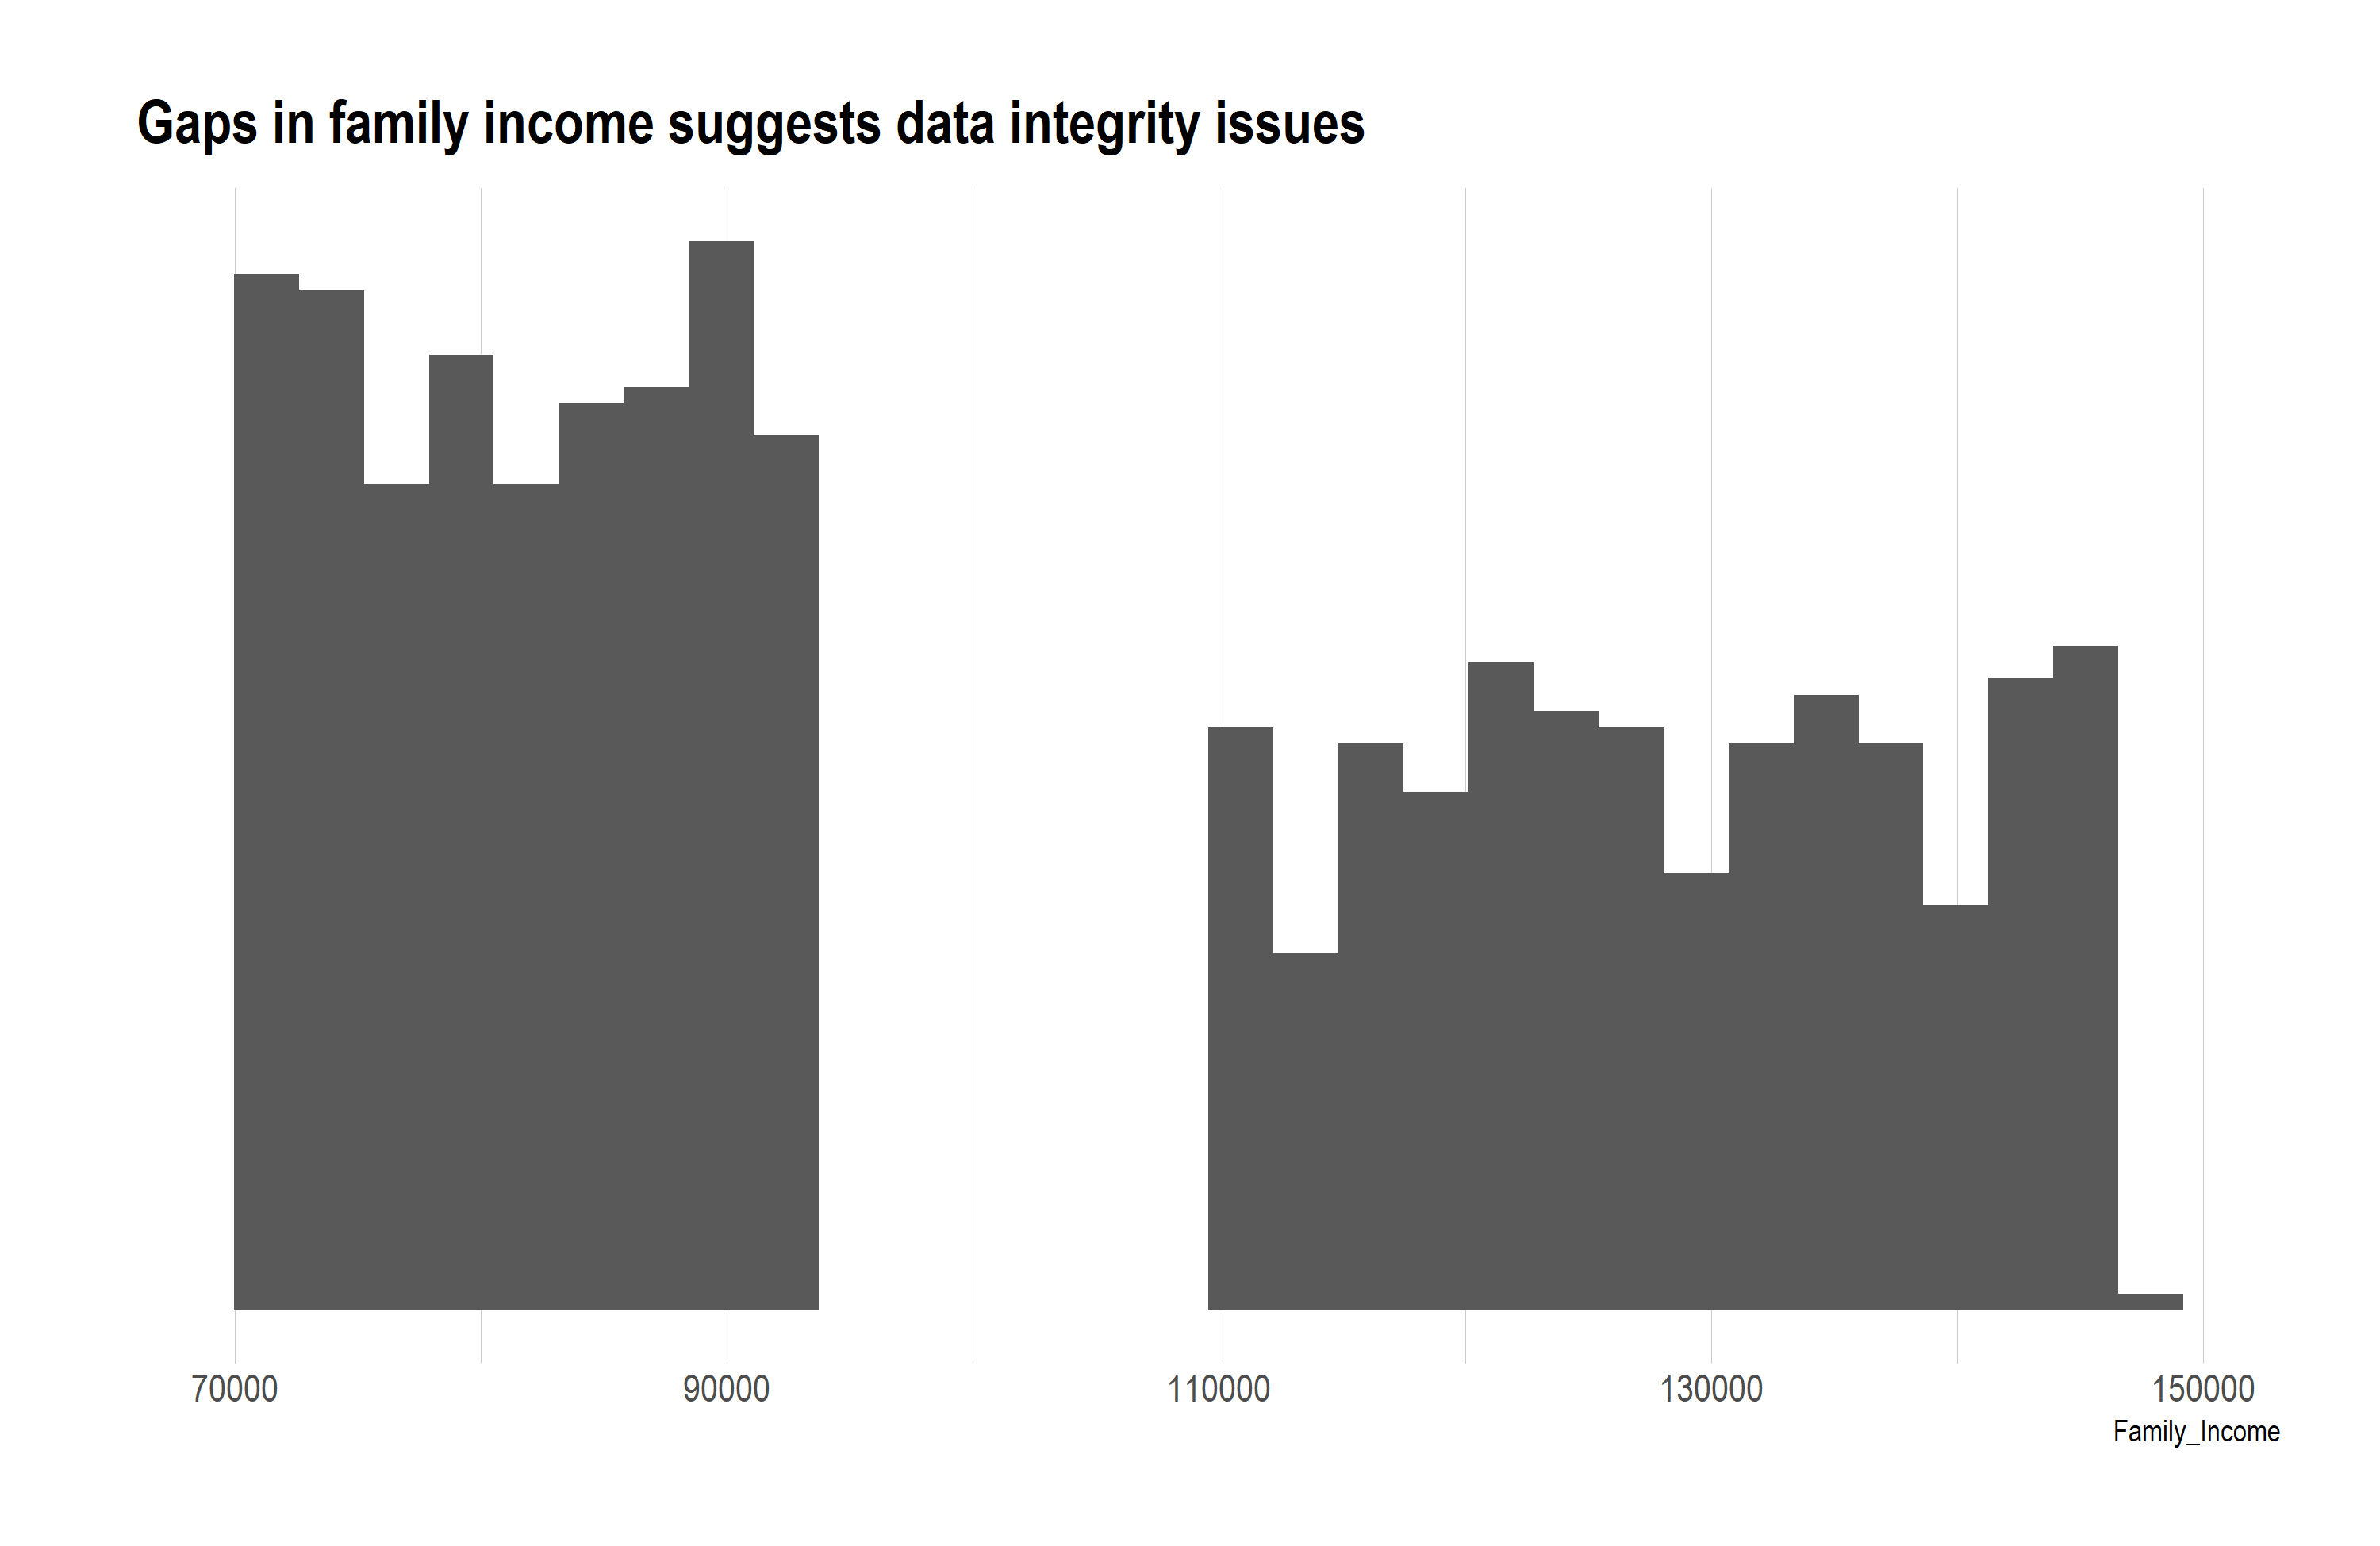 Gaps in family income suggests data integrity issues
70000 90000 110000 130000 150000
Family_Income